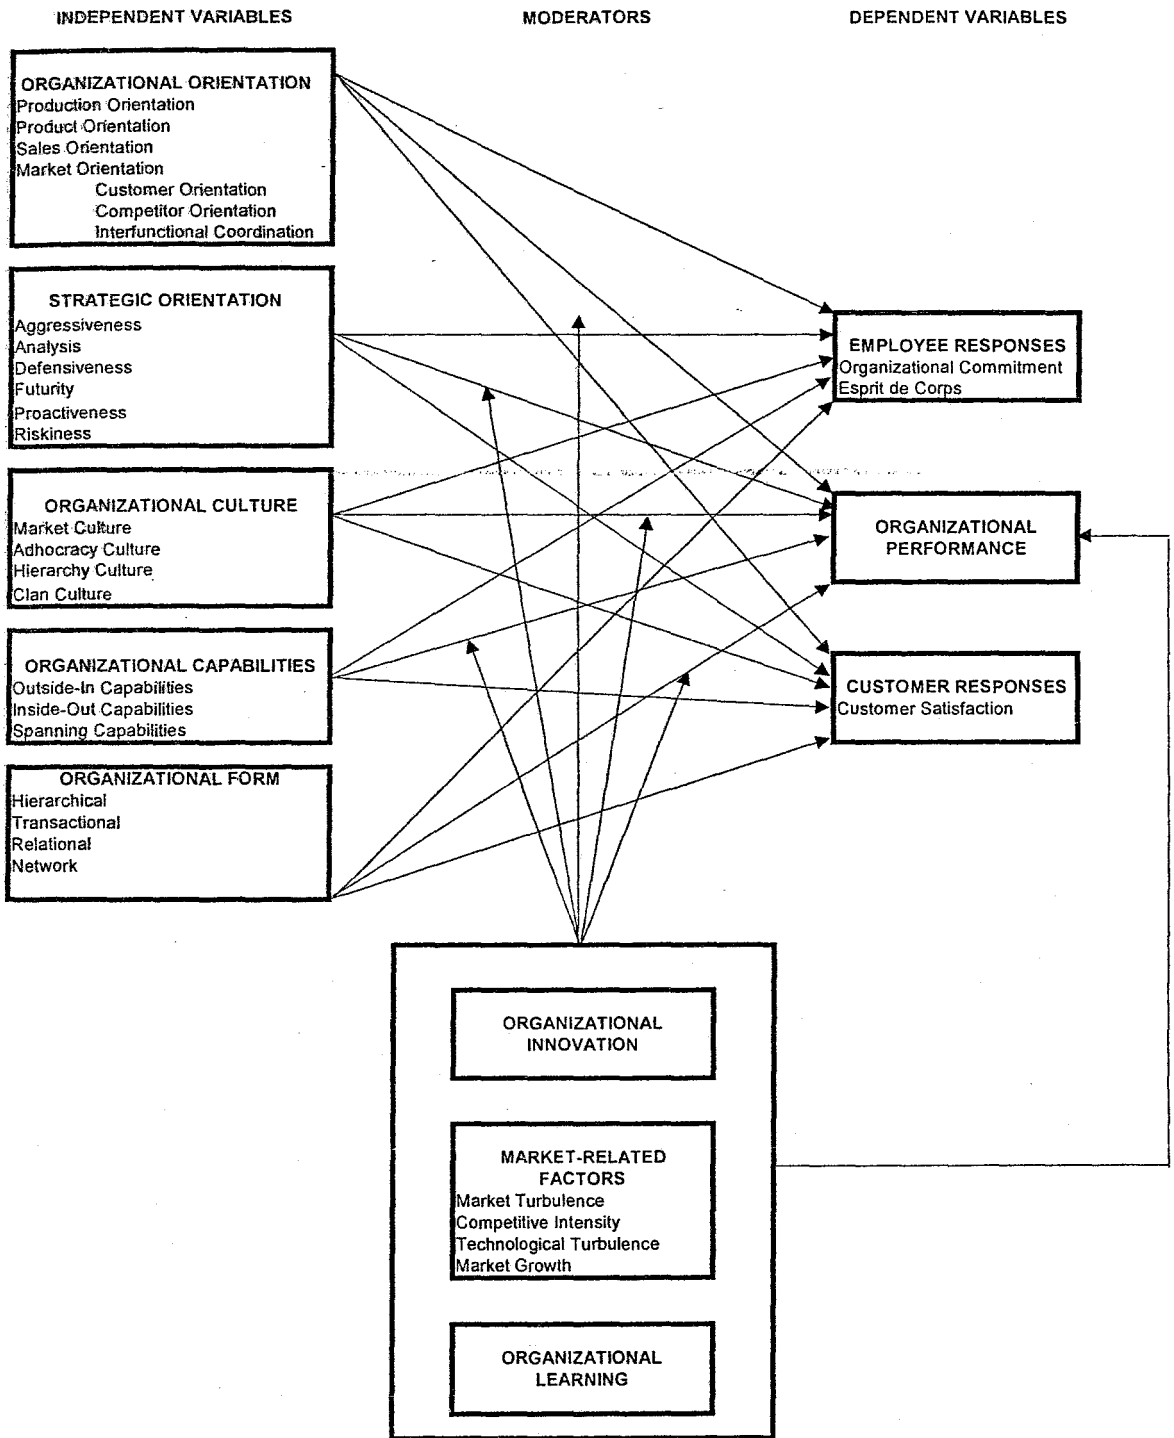 INDEPENDENT VARIABLES
MODERATORS
DEPENDENT VARIABLES
ORGANIZATIONAL ORIENTATION
Production Orientation
Product Orientation
Sales Orientation
Market Orientation
Customer Orientation
Competitor Orientation
Interfunctional Coordination
STRATEGIC ORIENTATION
Aggressiveness
Analysis
Defensiveness
Futurity
Proactiveness
Riskiness
ORGANIZATIONAL CULTURE
Market Culture
Adhocracy Culture
Hierarchy Culture
Clan Culture
ORGANIZATIONAL CAPABILITIES
Outside-In Capabilities
Inside-Out Capabilities
Spanning Capabilities
ORGANIZATIONAL FORM
Hierarchical
Transactional
Relational
Network
EMPLOYEE RESPONSES
Organizational Commitment
Esprit de Corps
ORGANIZATIONAL
PERFORMANCE
CUSTOMER RESPONSES
Customer Satisfaction
ORGANIZATIONAL
INNOVATION
MARKET-RELATED
FACTORS
Market Turbulence
Competitive Intensity
Technological Turbulence
Market Growth
ORGANIZATIONAL
LEARNING